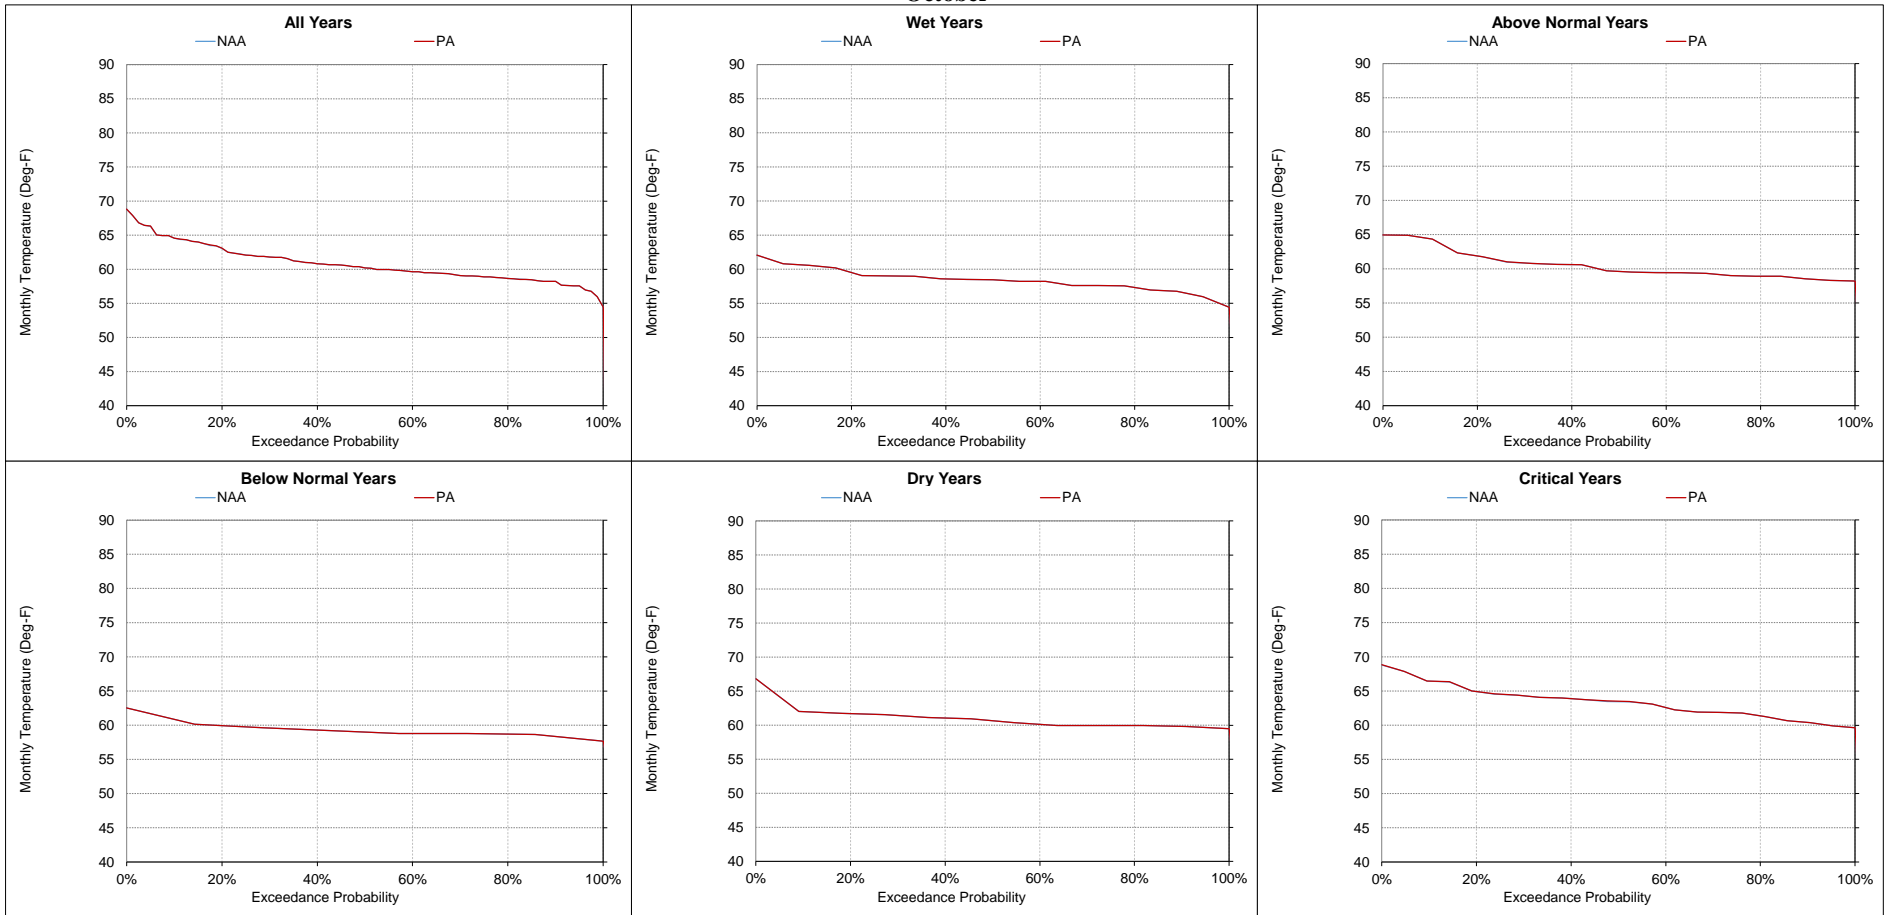 All Years
NAA PA
90
85
80
75
70
65
60
55
50
45
40
0% 20% 40% 60% 80% 100%
Monthly Temperature (Deg-F)
Exceedance Probability
Wet Years
NAA PA
90
85
80
75
70
65
60
55
50
45
40
0% 20% 40% 60% 80% 100%
Monthly Temperature (Deg-F)
Exceedance Probability
Above Normal Years
NAA PA
90
85
80
75
70
65
60
55
50
45
40
0% 20% 40% 60% 80% 100%
Monthly Temperature (Deg-F)
Exceedance Probability
Below Normal Years
NAA PA
90
85
80
75
70
65
60
55
50
45
40
0% 20% 40% 60% 80% 100%
Monthly Temperature (Deg-F)
Exceedance Probability
Dry Years
NAA PA
90
85
80
75
70
65
60
55
50
45
40
0% 20% 40% 60% 80% 100%
Monthly Temperature (Deg-F)
Exceedance Probability
Critical Years
NAA PA
90
85
80
75
70
65
60
55
50
45
40
0% 20% 40% 60% 80% 100%
Monthly Temperature (Deg-F)
Exceedance Probability